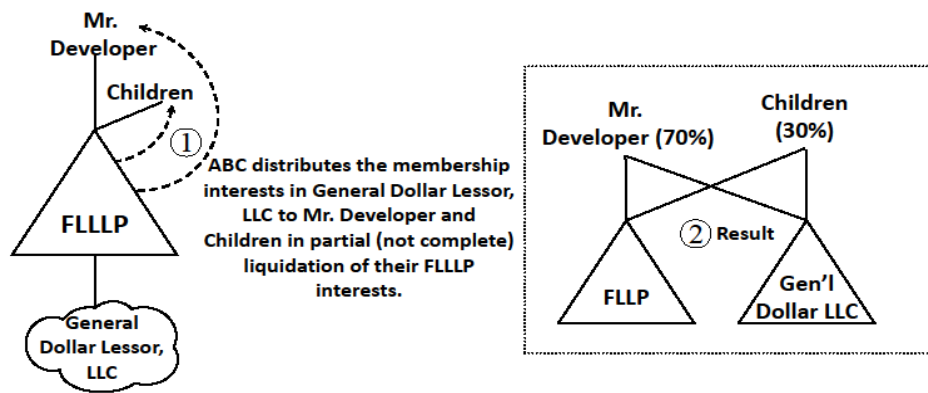 Mr.
Developer
Children
①
ABC distributes the membership
interests in General Dollar Lessor,
LLC to Mr. Developer and
Children in partial (not complete)
liquidation of their FLLLP
interests.
FLLLP
General
Dollar Lessor,
LLC
Mr.
Developer (70%)
Children
(30%)
② Result
FLLP
Gen'l
Dollar LLC